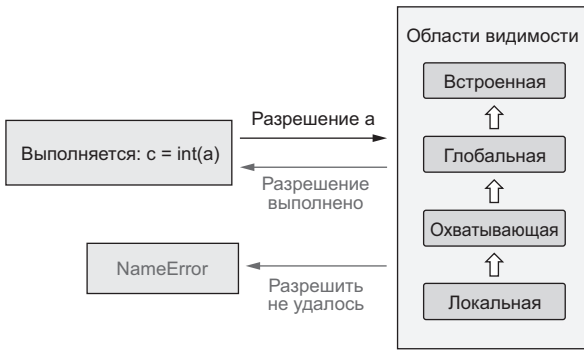 Области видимости
Встроенная
Разрешение a
Выполняется: c = int(a)
Глобальная
Разрешение
выполнено
Охватывающая
NameError
Разрешить
не удалось
Локальная